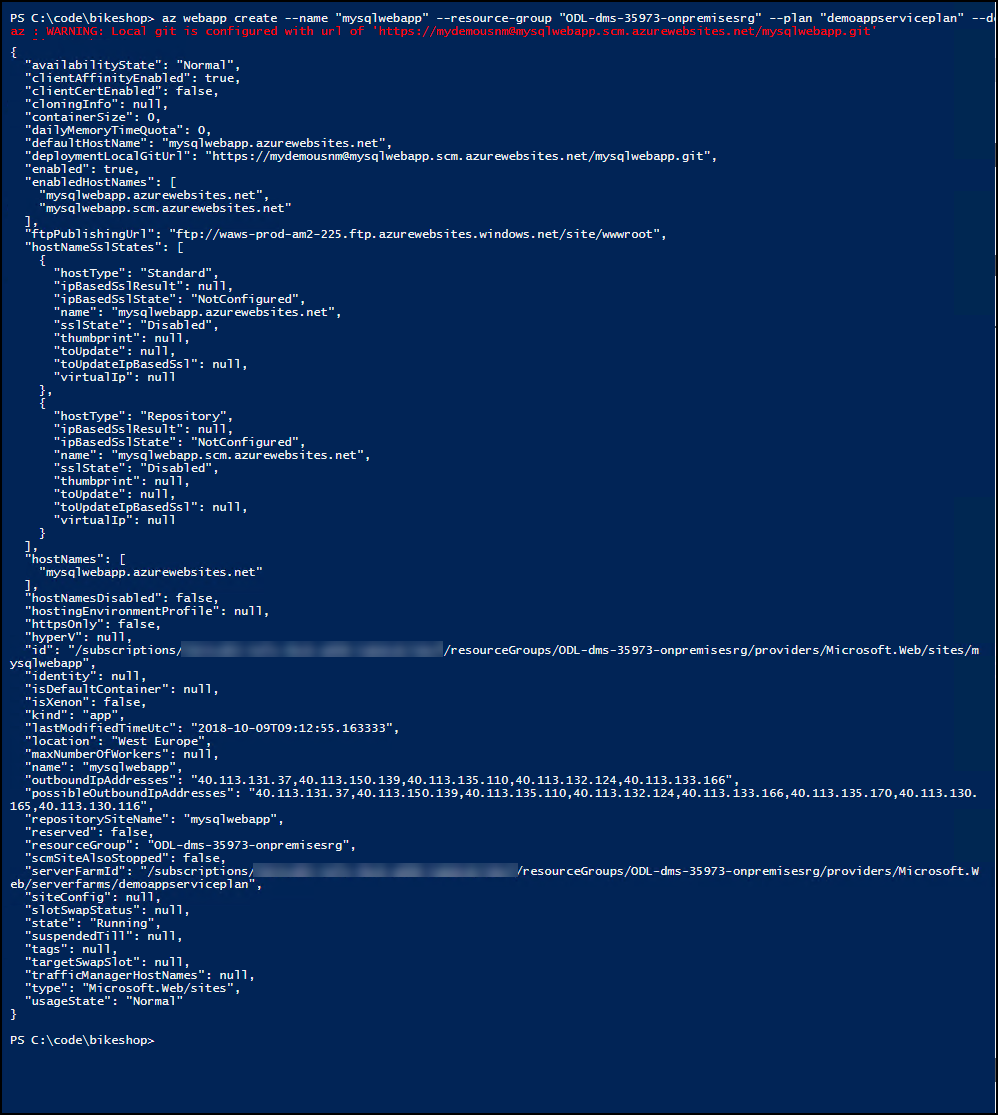 PS C:\code\bikeshop> az webapp create --name "mysqlwebapp" --resource-group "ODL-dms-35973-onpremisesrg" --plan "demoappserviceplan"
az : WARNING: Local git is configured with url of 'https://mydemousnm@mysqlwebapp.scm.azurewebsites.net/mysqlwebapp.git'
{
  "availabilityState": "Normal",
  "clientAffinityEnabled": true,
  "clientCertEnabled": false,
  "cloningInfo": null,
  "containerSize": 0,
  "dailyMemoryTimeQuota": 0,
  "defaultHostName": "mysqlwebapp.azurewebsites.net",
  "deploymentLocalGitUrl": "https://mydemousnm@mysqlwebapp.scm.azurewebsites.net/mysqlwebapp.git",
  "enabled": true,
  "enabledHostNames": [
    "mysqlwebapp.azurewebsites.net",
    "mysqlwebapp.scm.azurewebsites.net"
  ],
  "ftpPublishingUrl": "ftp://waws-prod-am2-225.ftp.azurewebsites.windows.net/site/wwwroot",
  "hostNameSslStates": [
    {
      "hostType": "Standard",
      "ipBasedSslResult": null,
      "ipBasedSslState": "NotConfigured",
      "name": "mysqlwebapp.azurewebsites.net",
      "sslState": "Disabled",
      "thumbprint": null,
      "toUpdate": null,
      "toUpdateIpBasedSsl": null,
      "virtualIp": null
    },
    {
      "hostType": "Repository",
      "ipBasedSslResult": null,
      "ipBasedSslState": "NotConfigured",
      "name": "mysqlwebapp.scm.azurewebsites.net",
      "sslState": "Disabled",
      "thumbprint": null,
      "toUpdate": null,
      "toUpdateIpBasedSsl": null,
      "virtualIp": null
    }
  ],
  "hostNames": [
    "mysqlwebapp.azurewebsites.net"
  ],
  "hostNamesDisabled": false,
  "hostingEnvironmentProfile": null,
  "httpsOnly": false,
  "hyperV": null,
  "id": "/subscriptions/ /resourceGroups/ODL-dms-35973-onpremisesrg/providers/Microsoft.Web/sites/m
ysqlwebapp",
  "identity": null,
  "isDefaultContainer": null,
  "isXenon": false,
  "kind": "app",
  "lastModifiedTimeUtc": "2018-10-09T09:12:55.163333",
  "location": "West Europe",
  "maxNumberOfWorkers": null,
  "name": "mysqlwebapp",
  "outboundIpAddresses": "40.113.131.37,40.113.150.139,40.113.135.110,40.113.132.124,40.113.133.166",
  "possibleOutboundIpAddresses": "40.113.131.37,40.113.150.139,40.113.135.110,40.113.132.124,40.113.133.166,40.113.135.170,40.113.130.
165,40.113.130.116",
  "repositorySiteName": "mysqlwebapp",
  "reserved": false,
  "resourceGroup": "ODL-dms-35973-onpremisesrg",
  "scmSiteAlsoStopped": false,
  "serverFarmId": "/subscriptions/ /resourceGroups/ODL-dms-35973-onpremisesrg/providers/Microsoft.W
eb/serverfarms/demoappserviceplan",
  "siteConfig": null,
  "slotSwapStatus": null,
  "state": "Running",
  "suspendedTill": null,
  "tags": null,
  "targetSwapSlot": null,
  "trafficManagerHostNames": null,
  "type": "Microsoft.Web/sites",
  "usageState": "Normal"
}
PS C:\code\bikeshop>